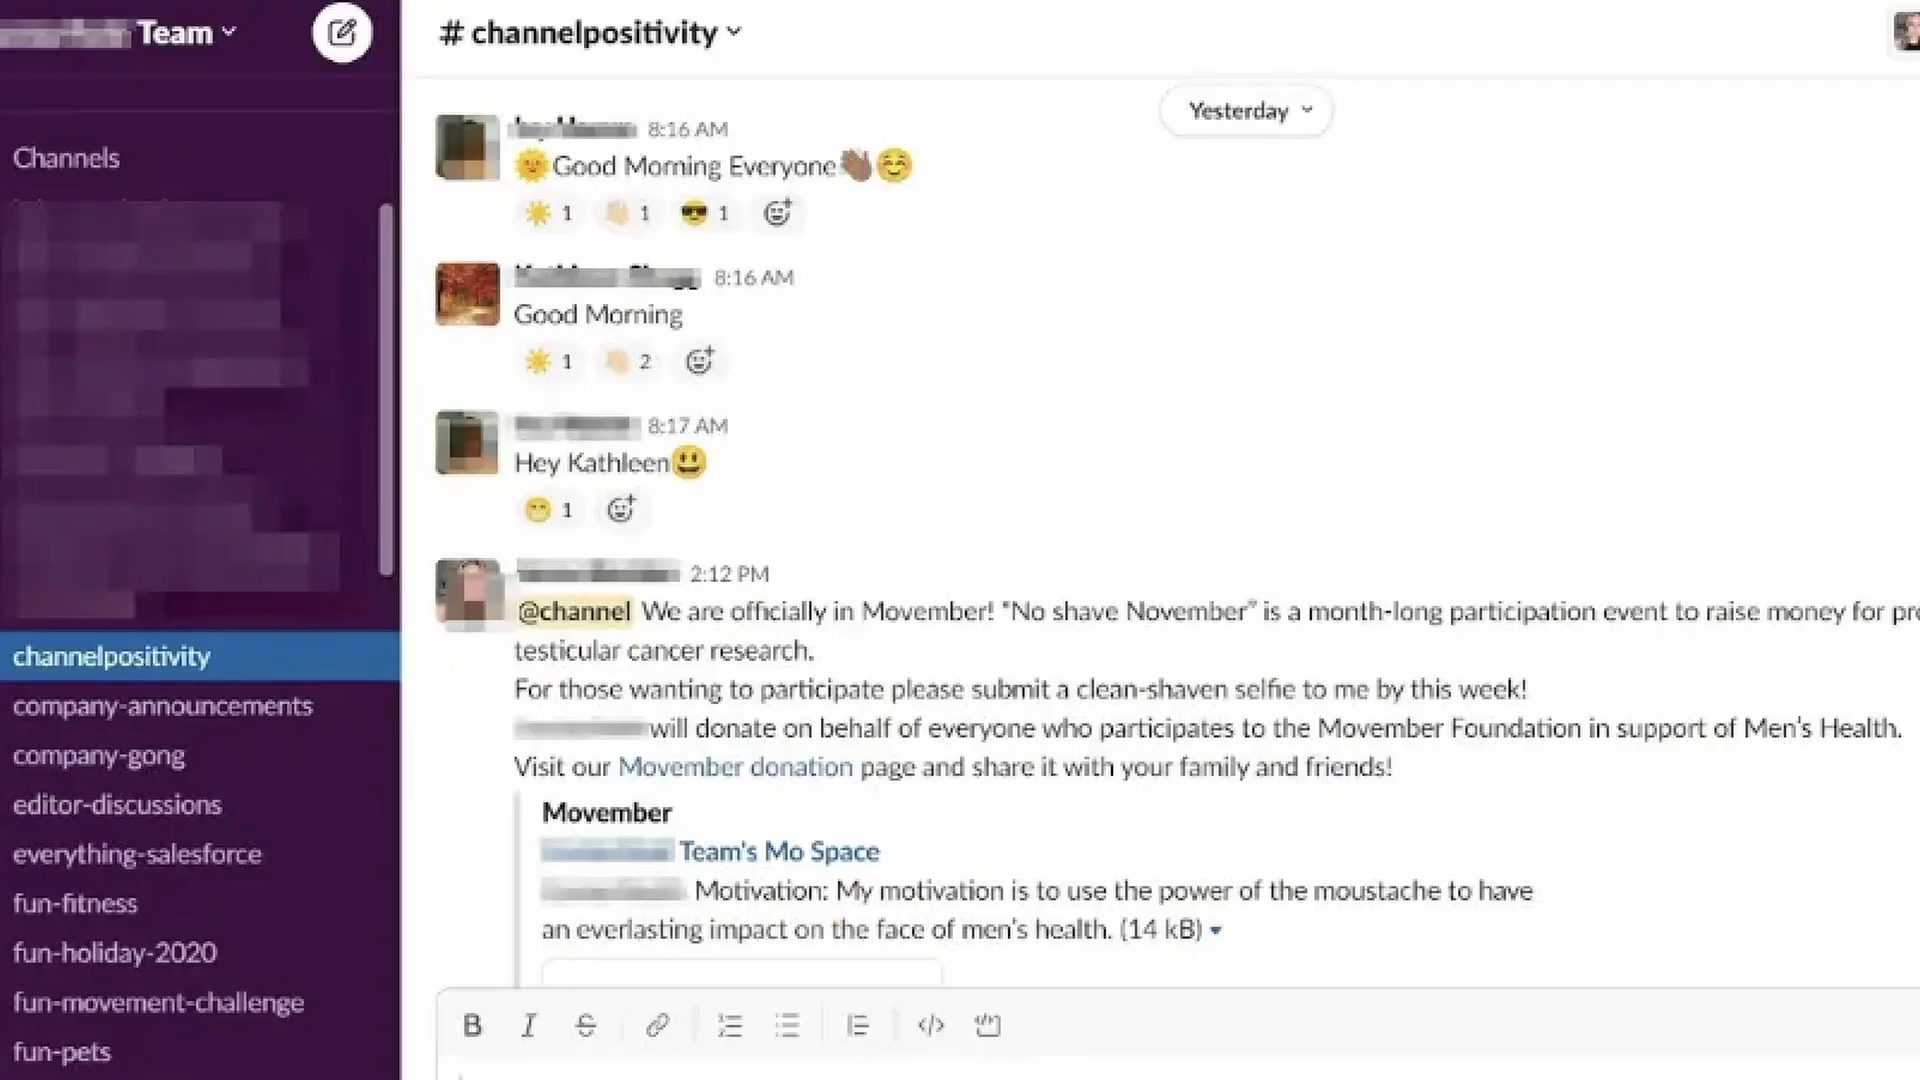 Team
# channelpositivity
Yesterday
Channels
channelpositivity
company-announcements
company-gong
editor-discussions
everything-salesforce
fun-fitness
fun-holiday-2020
fun-movement-challenge
fun-pets
8:16 AM
Good Morning Everyone
1 1 1
8:16 AM
Good Morning
1 2
8:17 AM
Hey Kathleen
1
2:12 PM
@channel We are officially in Movember! "No shave November" is a month-long participation event to raise money for
testicular cancer research.
For those wanting to participate please submit a clean-shaven selfie to me by this week!
will donate on behalf of everyone who participates to the Movember Foundation in support of Men's Health.
Visit our Movember donation page and share it with your family and friends!
Movember
Team's Mo Space
Motivation: My motivation is to use the power of the moustache to have
an everlasting impact on the face of men's health. (14 kB)
B I S